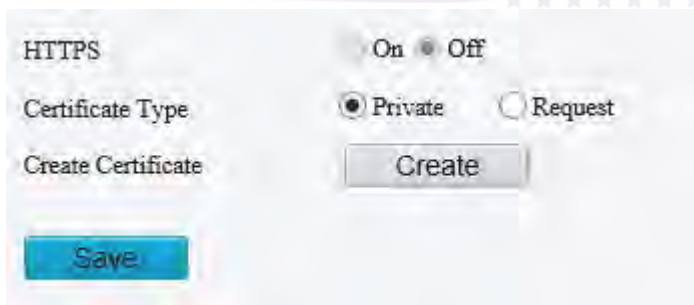 HTTPS On Off
Certificate Type Private Request
Create Certificate Create
Save